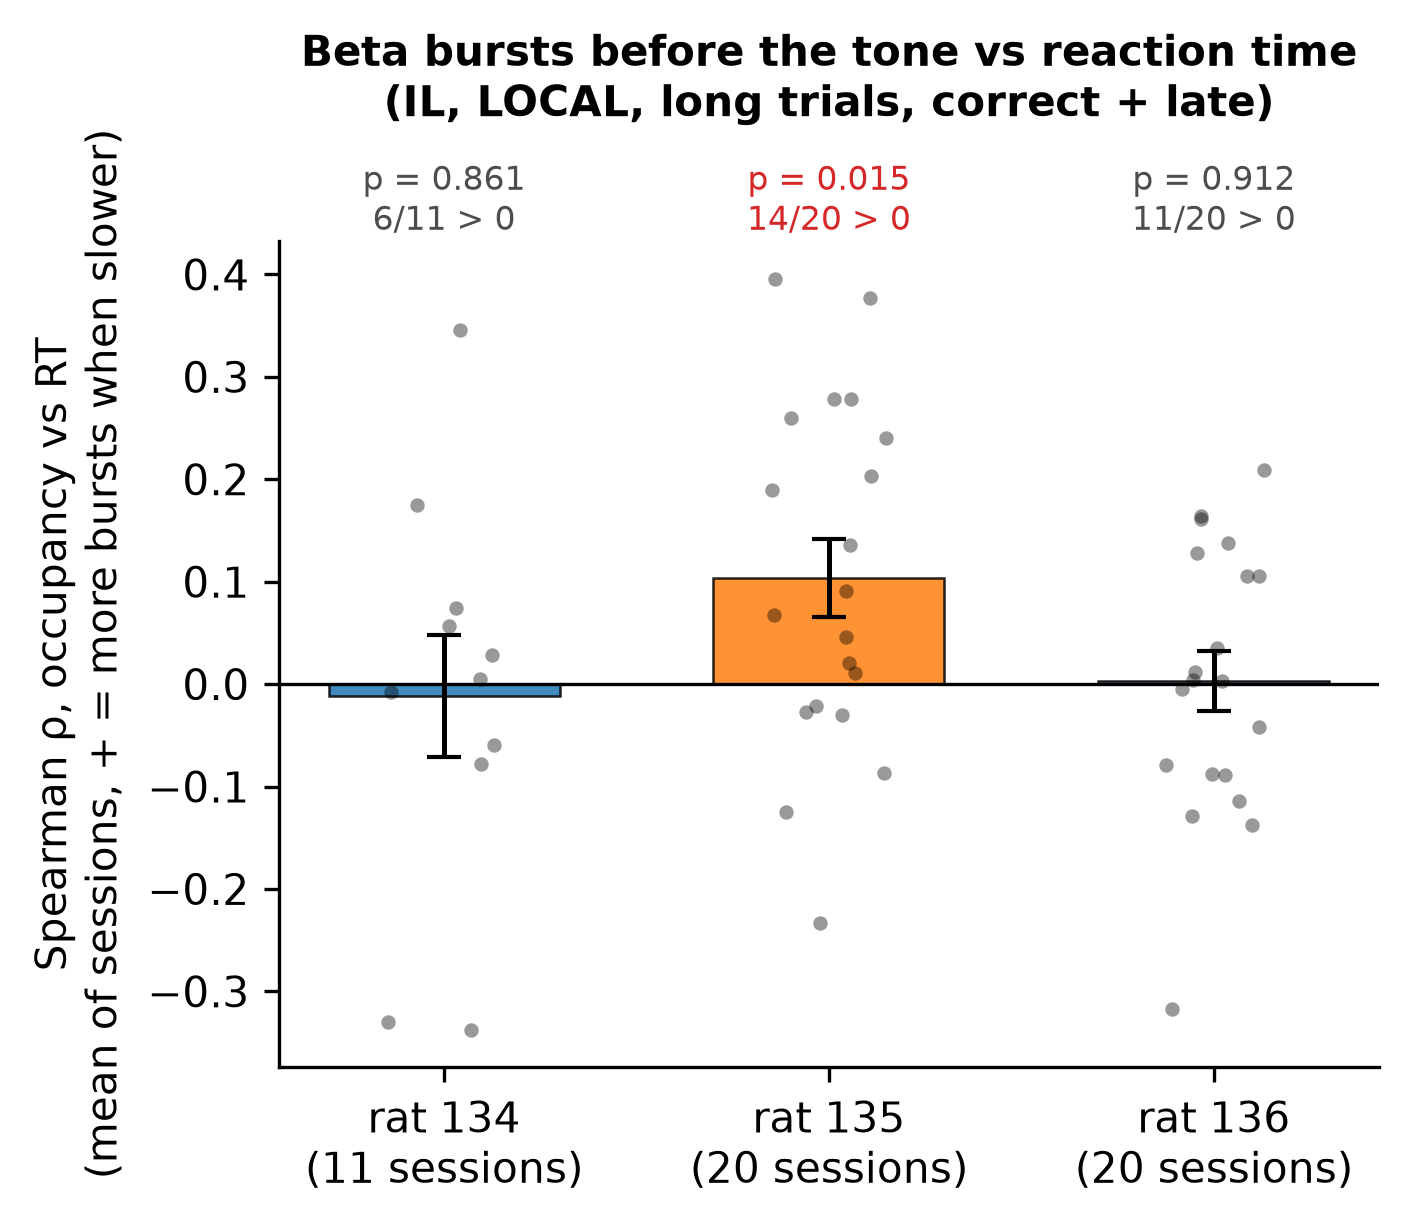 Beta bursts before the tone vs reaction time
(IL, LOCAL, long trials, correct + late)
p = 0.861
6/11 > 0
p = 0.015
14/20 > 0
p = 0.912
11/20 > 0
Spearman ρ, occupancy vs RT
(mean of sessions, + = more bursts when slower)
0.4
0.3
0.2
0.1
0.0
−0.1
−0.2
−0.3
rat 134
(11 sessions)
rat 135
(20 sessions)
rat 136
(20 sessions)